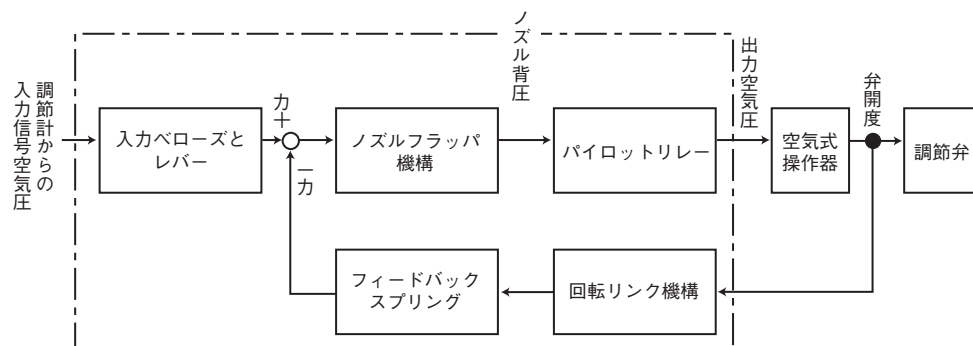 調節計からの
入力信号空気圧
入力ベローズと
レバー
力+
−力
ノズルフラッパ
機構
ノズル背圧
パイロットリレー
出力空気圧
空気式
操作器
弁開度
調節弁
フィードバック
スプリング
回転リンク機構